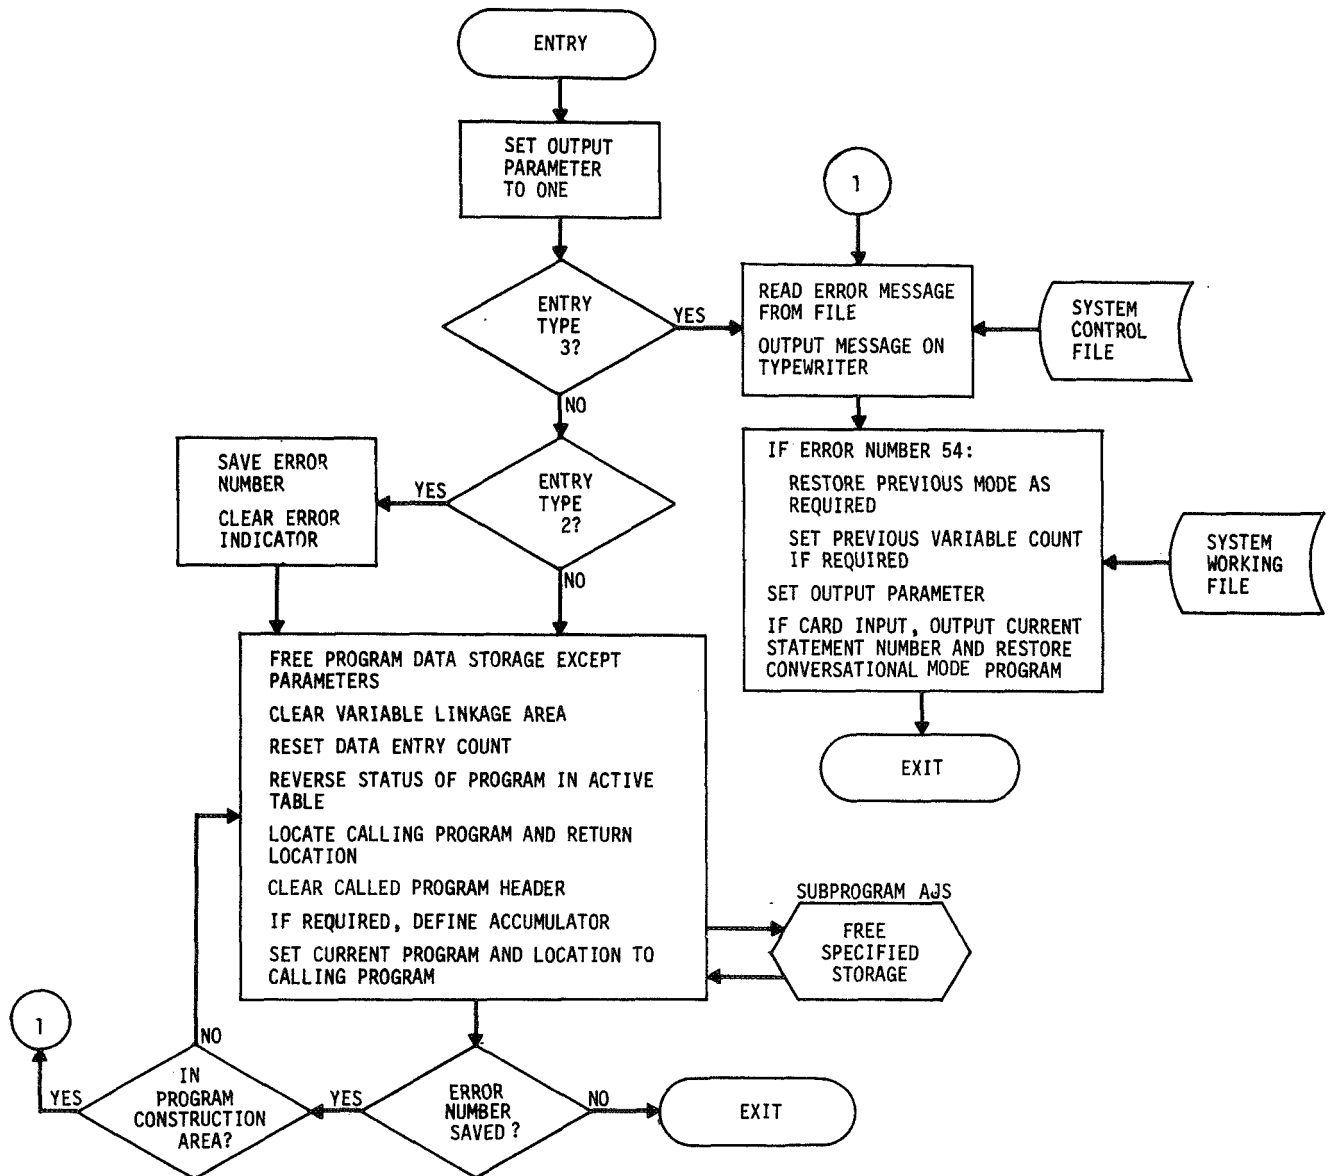 ENTRY
SET OUTPUT
PARAMETER
TO ONE
1
ENTRY
TYPE
3?
YES
NO
READ ERROR MESSAGE
FROM FILE
OUTPUT MESSAGE ON
TYPEWRITER
SYSTEM
CONTROL
FILE
SAVE ERROR
NUMBER
CLEAR ERROR
INDICATOR
YES
ENTRY
TYPE
2?
NO
IF ERROR NUMBER 54:
RESTORE PREVIOUS MODE AS
REQUIRED
SET PREVIOUS VARIABLE COUNT
IF REQUIRED
SET OUTPUT PARAMETER
IF CARD INPUT, OUTPUT CURRENT
STATEMENT NUMBER AND RESTORE
CONVERSATIONAL MODE PROGRAM
SYSTEM
WORKING
FILE
EXIT
FREE PROGRAM DATA STORAGE EXCEPT
PARAMETERS
CLEAR VARIABLE LINKAGE AREA
RESET DATA ENTRY COUNT
REVERSE STATUS OF PROGRAM IN ACTIVE
TABLE
LOCATE CALLING PROGRAM AND RETURN
LOCATION
CLEAR CALLED PROGRAM HEADER
IF REQUIRED, DEFINE ACCUMULATOR
SET CURRENT PROGRAM AND LOCATION TO
CALLING PROGRAM
SUBPROGRAM AJS
FREE
SPECIFIED
STORAGE
1
NO
YES
IN
PROGRAM
CONSTRUCTION
AREA?
YES
ERROR
NUMBER
SAVED?
NO
EXIT